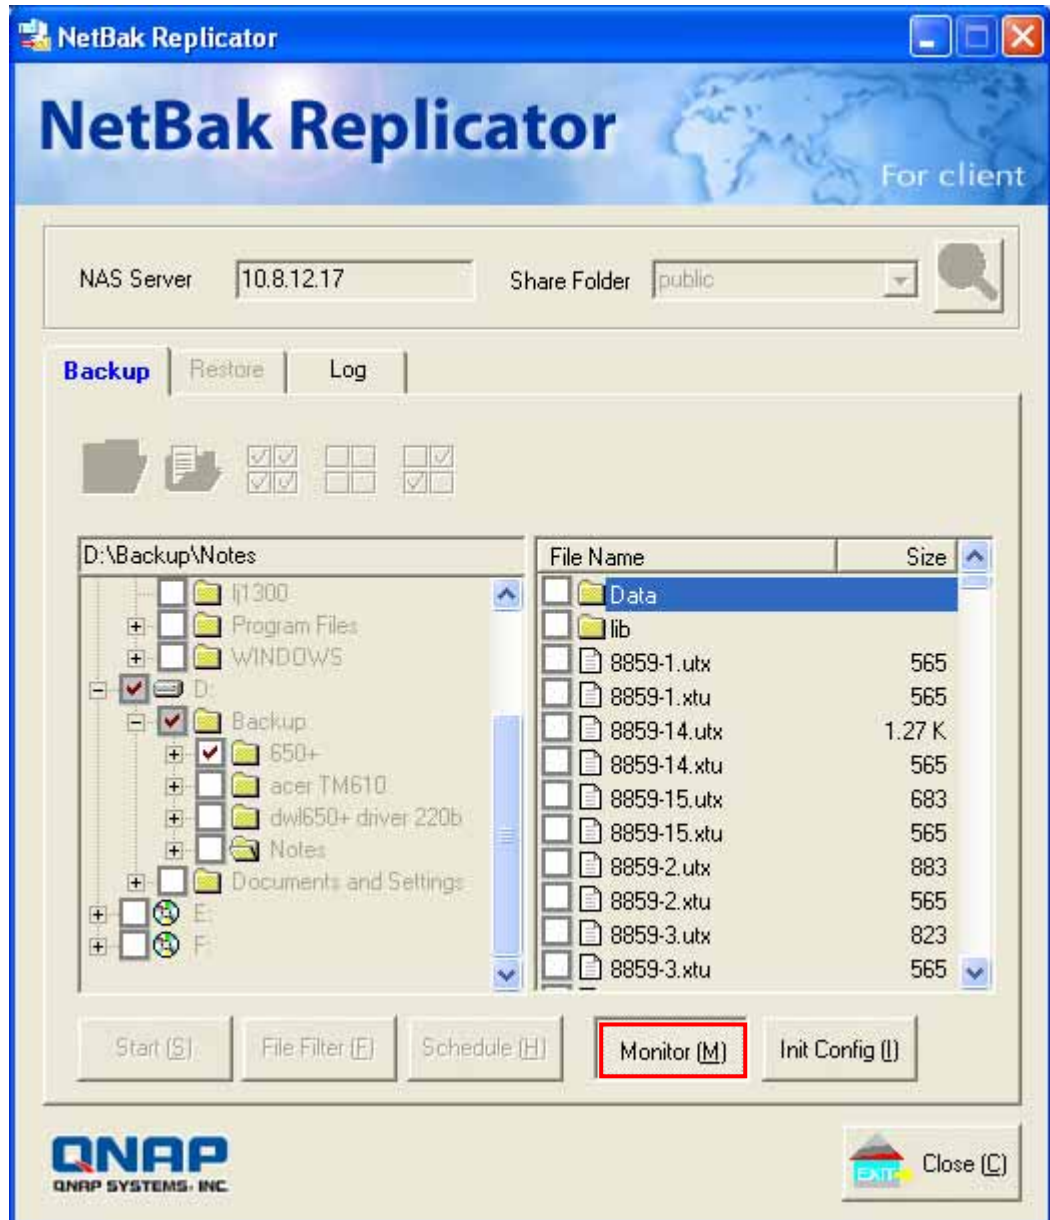 NetBak Replicator
NetBak Replicator
For client
NAS Server 10.8.12.17 Share Folder public
Backup Restore Log
D:\Backup\Notes
lj1300
Program Files
WINDOWS
D:
Backup
650+
acer TM610
dwl650+ driver 220b
Notes
Documents and Settings
E:
F:
File Name Size
Data
lib
8859-1.utx 565
8859-1.xtu 565
8859-14.utx 1.27 K
8859-14.xtu 565
8859-15.utx 683
8859-15.xtu 565
8859-2.utx 883
8859-2.xtu 565
8859-3.utx 823
8859-3.xtu 565
Start (S) File Filter (F) Schedule (H) Monitor (M) Init Config (I)
QNAP
QNAP SYSTEMS, INC.
EXIT Close (C)